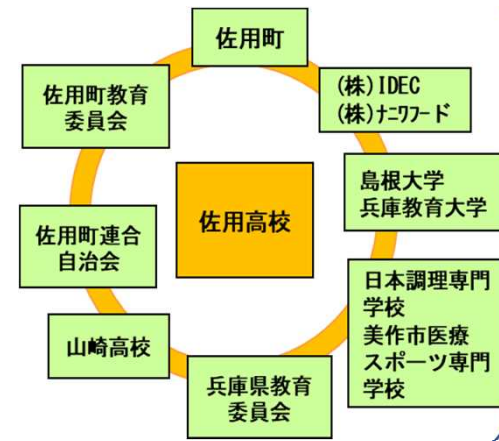 佐用町
(株)IDEC
(株)ﾅﾆﾜﾌｰﾄﾞ
島根大学
兵庫教育大学
日本調理専門
学校
美作市医療
スポーツ専門
学校
兵庫県教育
委員会
山崎高校
佐用町連合
自治会
佐用町教育
委員会
佐用高校